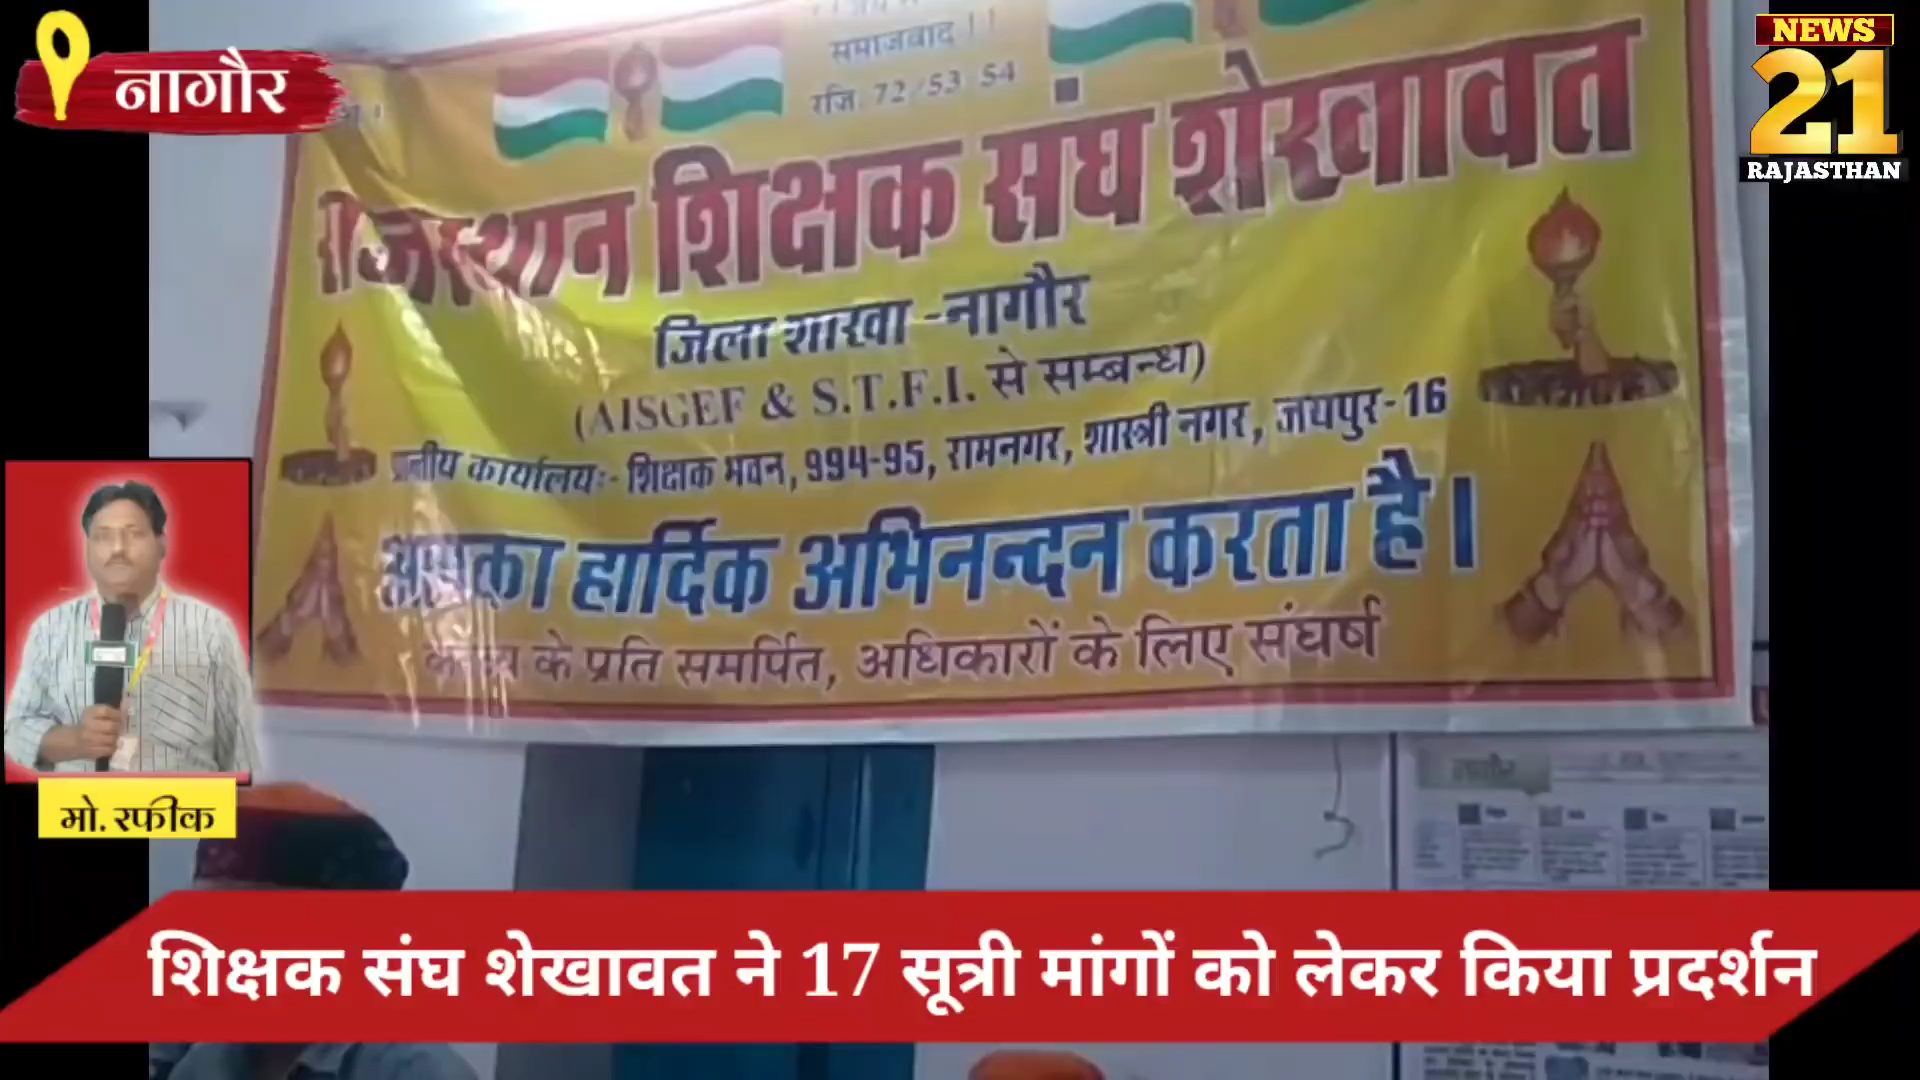 नागौर
NEWS
21
RAJASTHAN
समाजवाद ।।
रजि. 72/53 54
राजस्थान शिक्षक संघ शेखावत
जिला शाखा -नागौर
(AISGEF & S.T.F.I. से सम्बन्ध)
कार्यालयः- शिक्षक भवन, 994-95, रामनगर, शास्त्री नगर, जयपुर-16
आपका हार्दिक अभिनन्दन करता है।
के प्रति समर्पित, अधिकारों के लिए संघर्ष
मो. रफीक
शिक्षक संघ शेखावत ने 17 सूत्री मांगों को लेकर किया प्रदर्शन